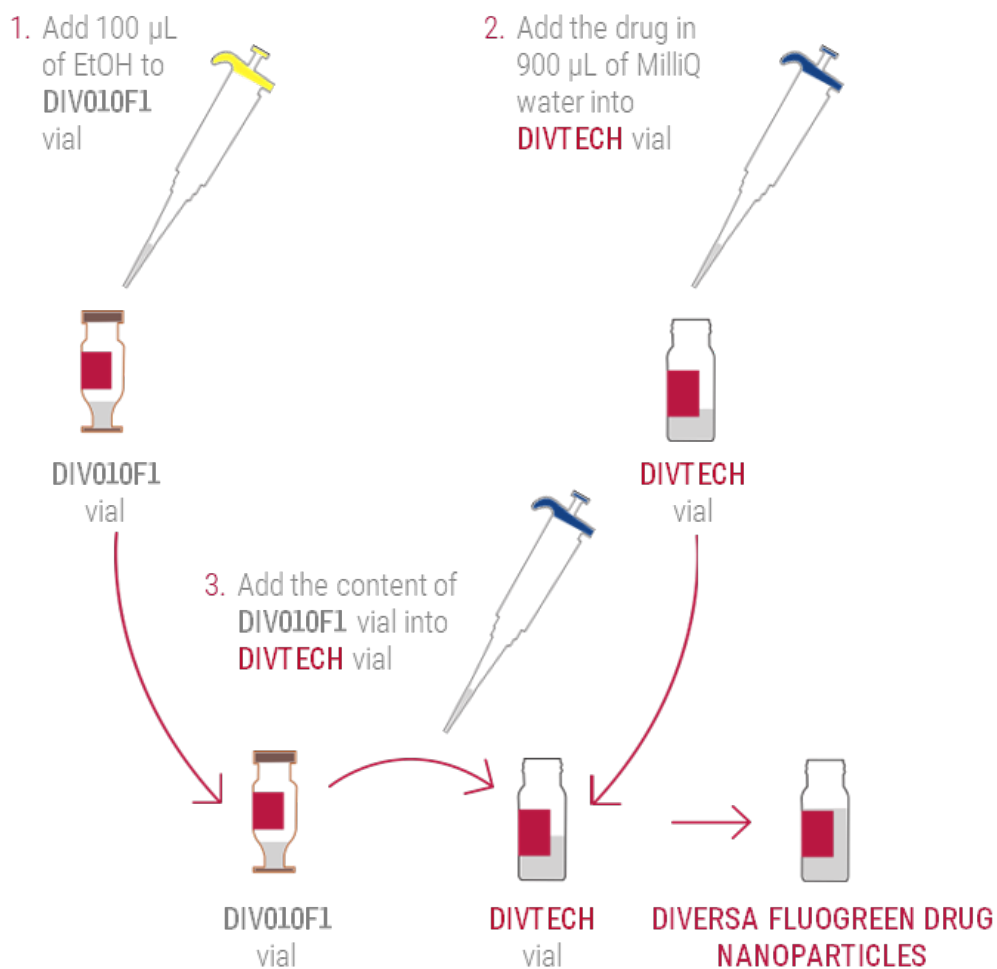 1. Add 100 µL
of EtOH to
DIV010F1
vial
2. Add the drug in
900 µL of MilliQ
water into
DIVTECH vial
DIV010F1
vial
DIVTECH
vial
3. Add the content of
DIV010F1 vial into
DIVTECH vial
DIV010F1
vial
DIVTECH
vial
DIVERSA FLUOGREEN DRUG
NANOPARTICLES